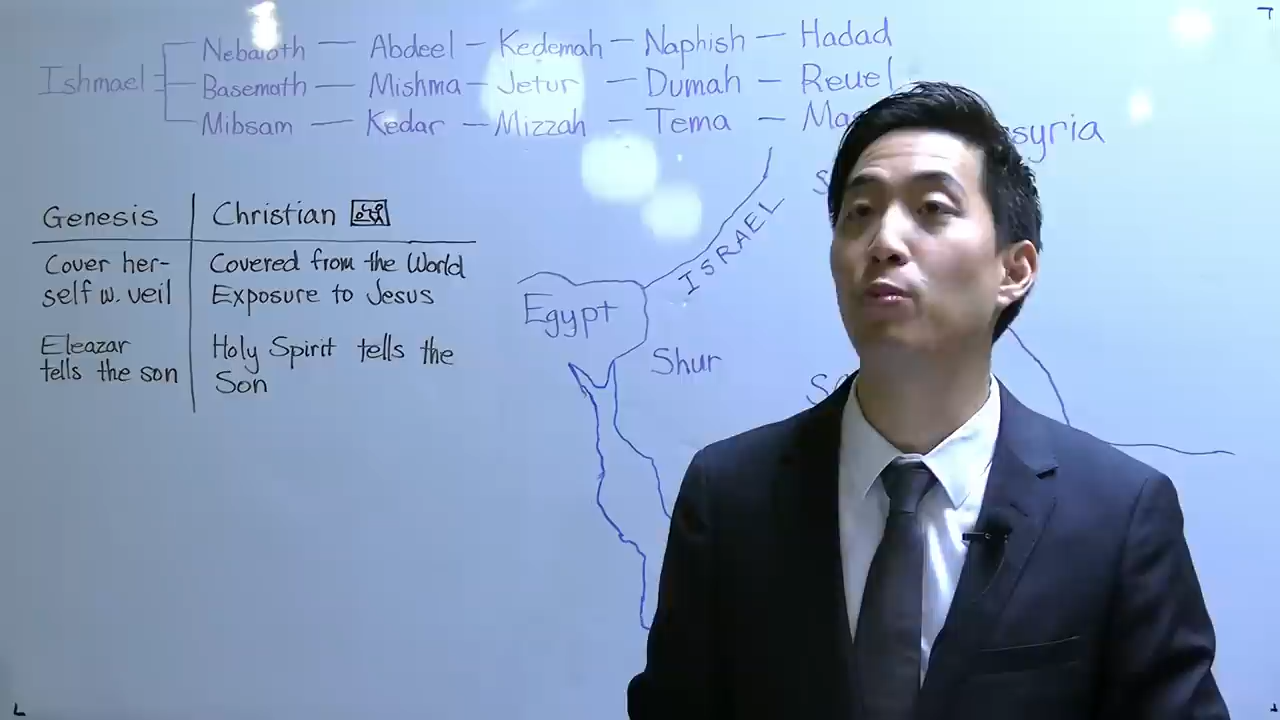 Nebaioth — Abdeel — Kedemah — Naphish — Hadad
Ishmael Basemath — Mishma — Jetur — Dumah — Reuel
Mibsam — Kedar — Mizzah — Tema —
Genesis Christian
Cover her- Covered from the World
self w. veil Exposure to Jesus
Eleazar Holy Spirit tells the
tells the son Son
ISRAEL
Egypt
Shur